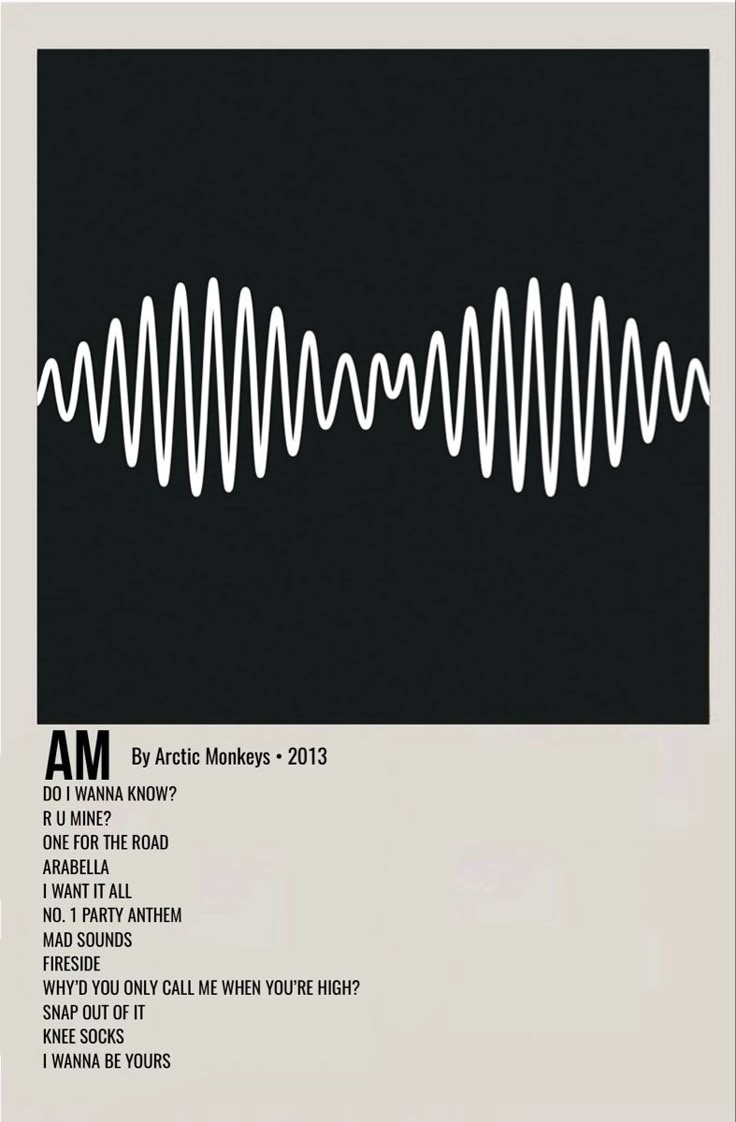 AM By Arctic Monkeys • 2013
DO I WANNA KNOW?
R U MINE?
ONE FOR THE ROAD
ARABELLA
I WANT IT ALL
NO. 1 PARTY ANTHEM
MAD SOUNDS
FIRESIDE
WHY'D YOU ONLY CALL ME WHEN YOU'RE HIGH?
SNAP OUT OF IT
KNEE SOCKS
I WANNA BE YOURS